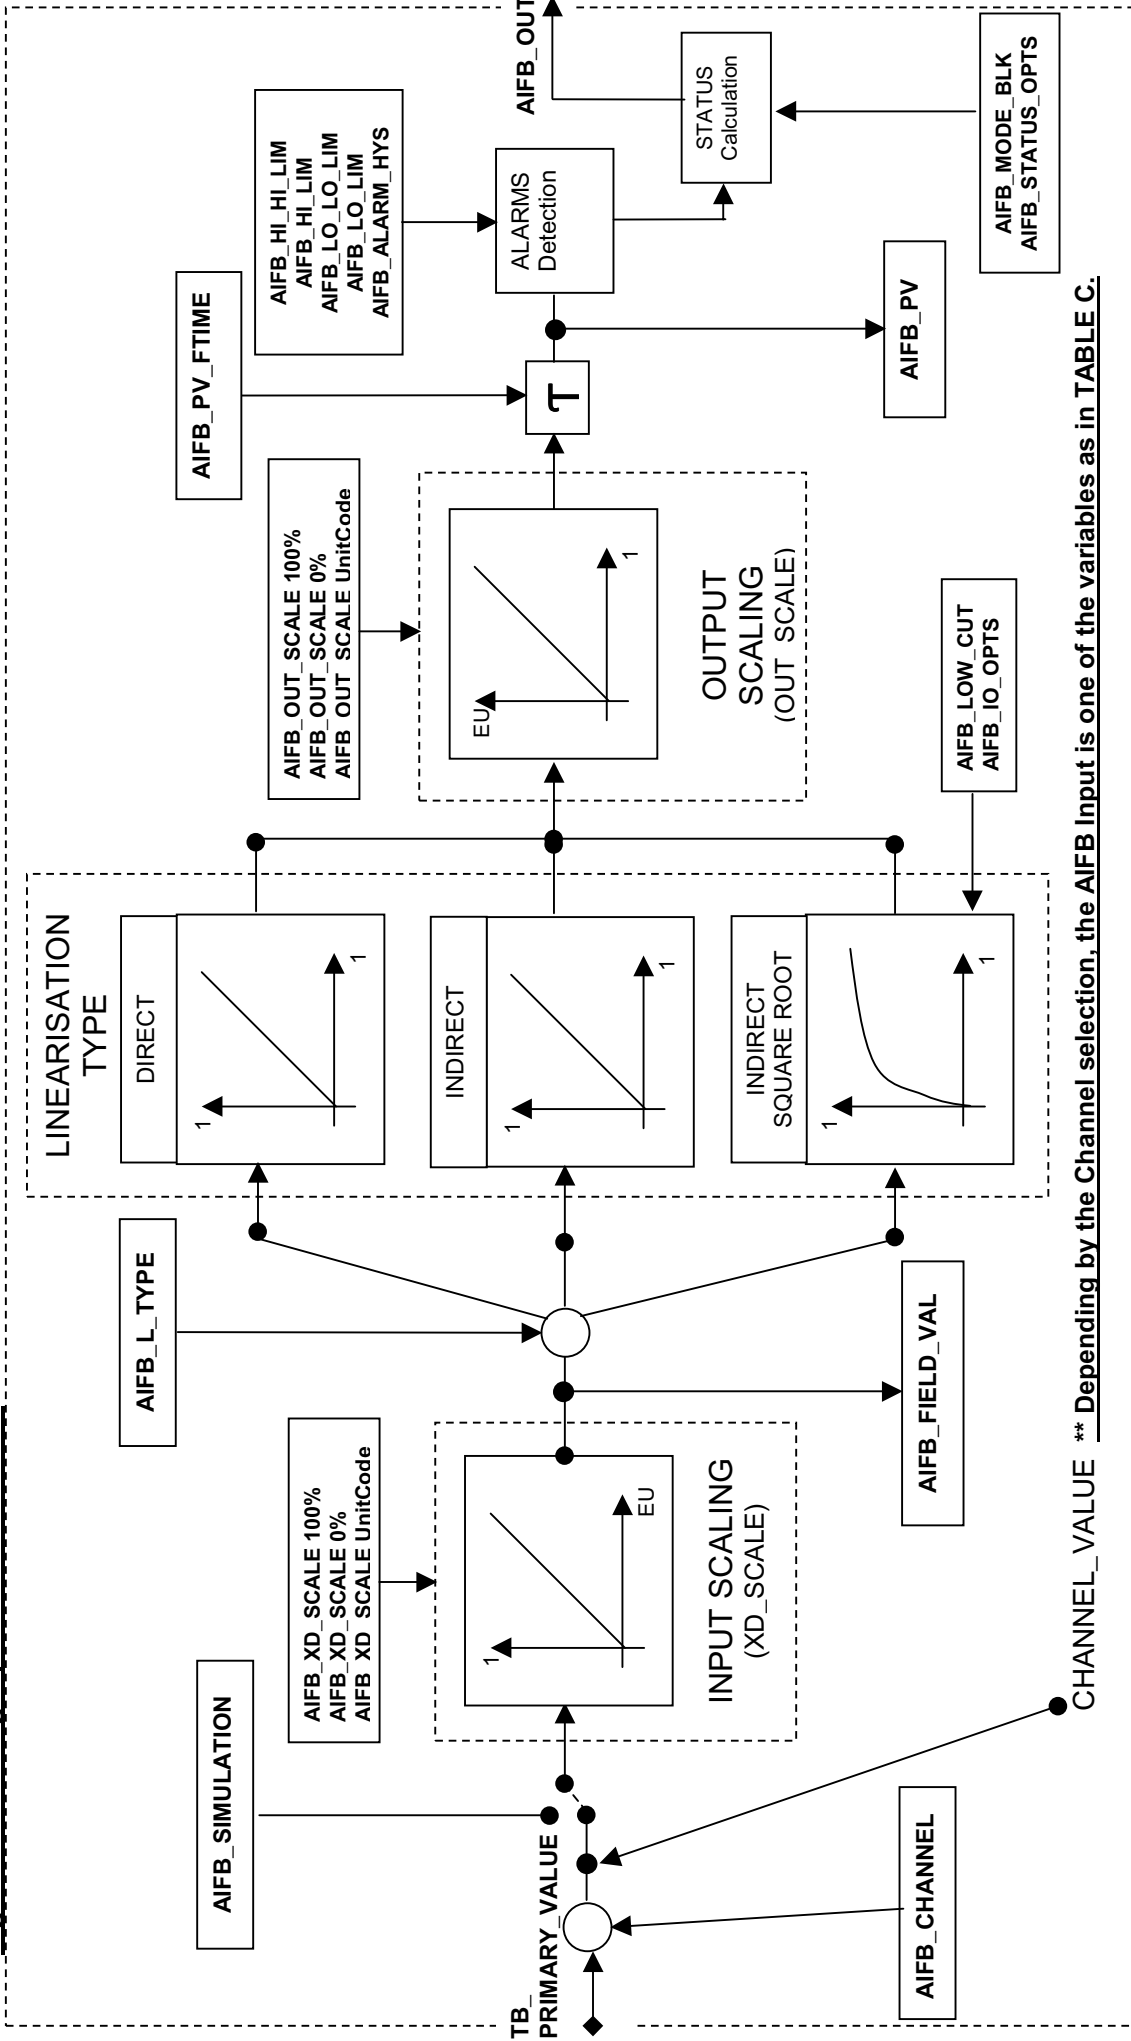 TB_
PRIMARY_VALUE
AIFB_CHANNEL
AIFB_SIMULATION
CHANNEL_VALUE ** Depending by the Channel selection, the AIFB Input is one of the variables as in TABLE C.
AIFB_XD_SCALE 100%
AIFB_XD_SCALE 0%
AIFB XD SCALE UnitCode
1
EU
INPUT SCALING
(XD_SCALE)
AIFB_FIELD_VAL
AIFB_L_TYPE
LINEARISATION
TYPE
DIRECT
1
1
INDIRECT
1
1
INDIRECT
SQUARE ROOT
1
1
AIFB_LOW_CUT
AIFB_IO_OPTS
AIFB_OUT_SCALE 100%
AIFB_OUT_SCALE 0%
AIFB OUT SCALE UnitCode
EU
1
OUTPUT
SCALING
(OUT SCALE)
AIFB_PV_FTIME
τ
AIFB_PV
AIFB_HI_HI_LIM
AIFB_HI_LIM
AIFB_LO_LO_LIM
AIFB_LO_LIM
AIFB_ALARM_HYS
ALARMS
Detection
STATUS
Calculation
AIFB_MODE_BLK
AIFB_STATUS_OPTS
AIFB_OUT